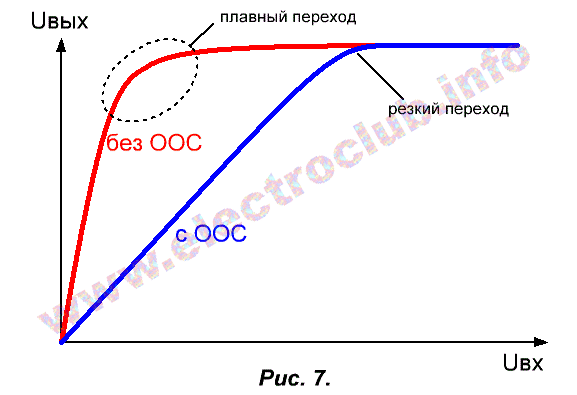 Uвых
плавный переход
резкий переход
без ООС
с ООС
www.electroclub.info
Uвх
Рис. 7.